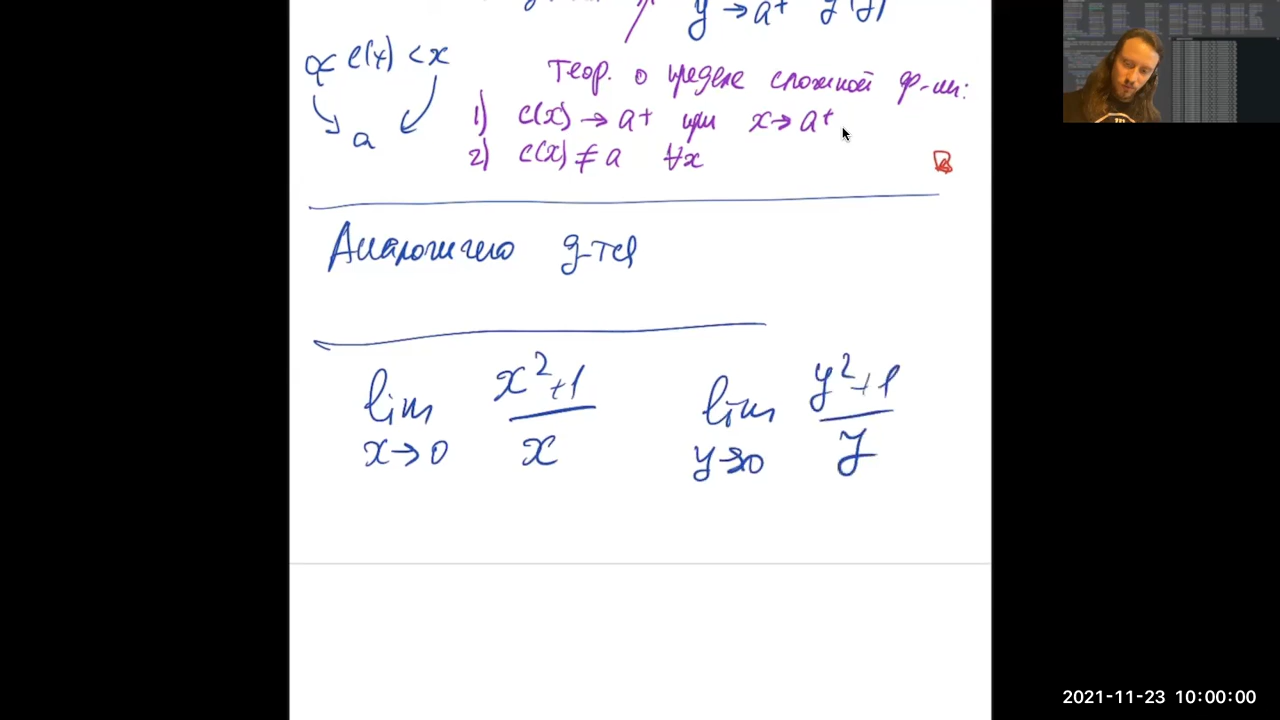 y → a+
∝ c(x) < x
Теор. о пределе сложной ф-ии:
1) c(x) → a+ при x → a+
a
2) c(x) ≠ a ∀x
Аналогично
lim x→0 x²+1 / x lim y→0 y²+1 / y
2021-11-23 10:00:00